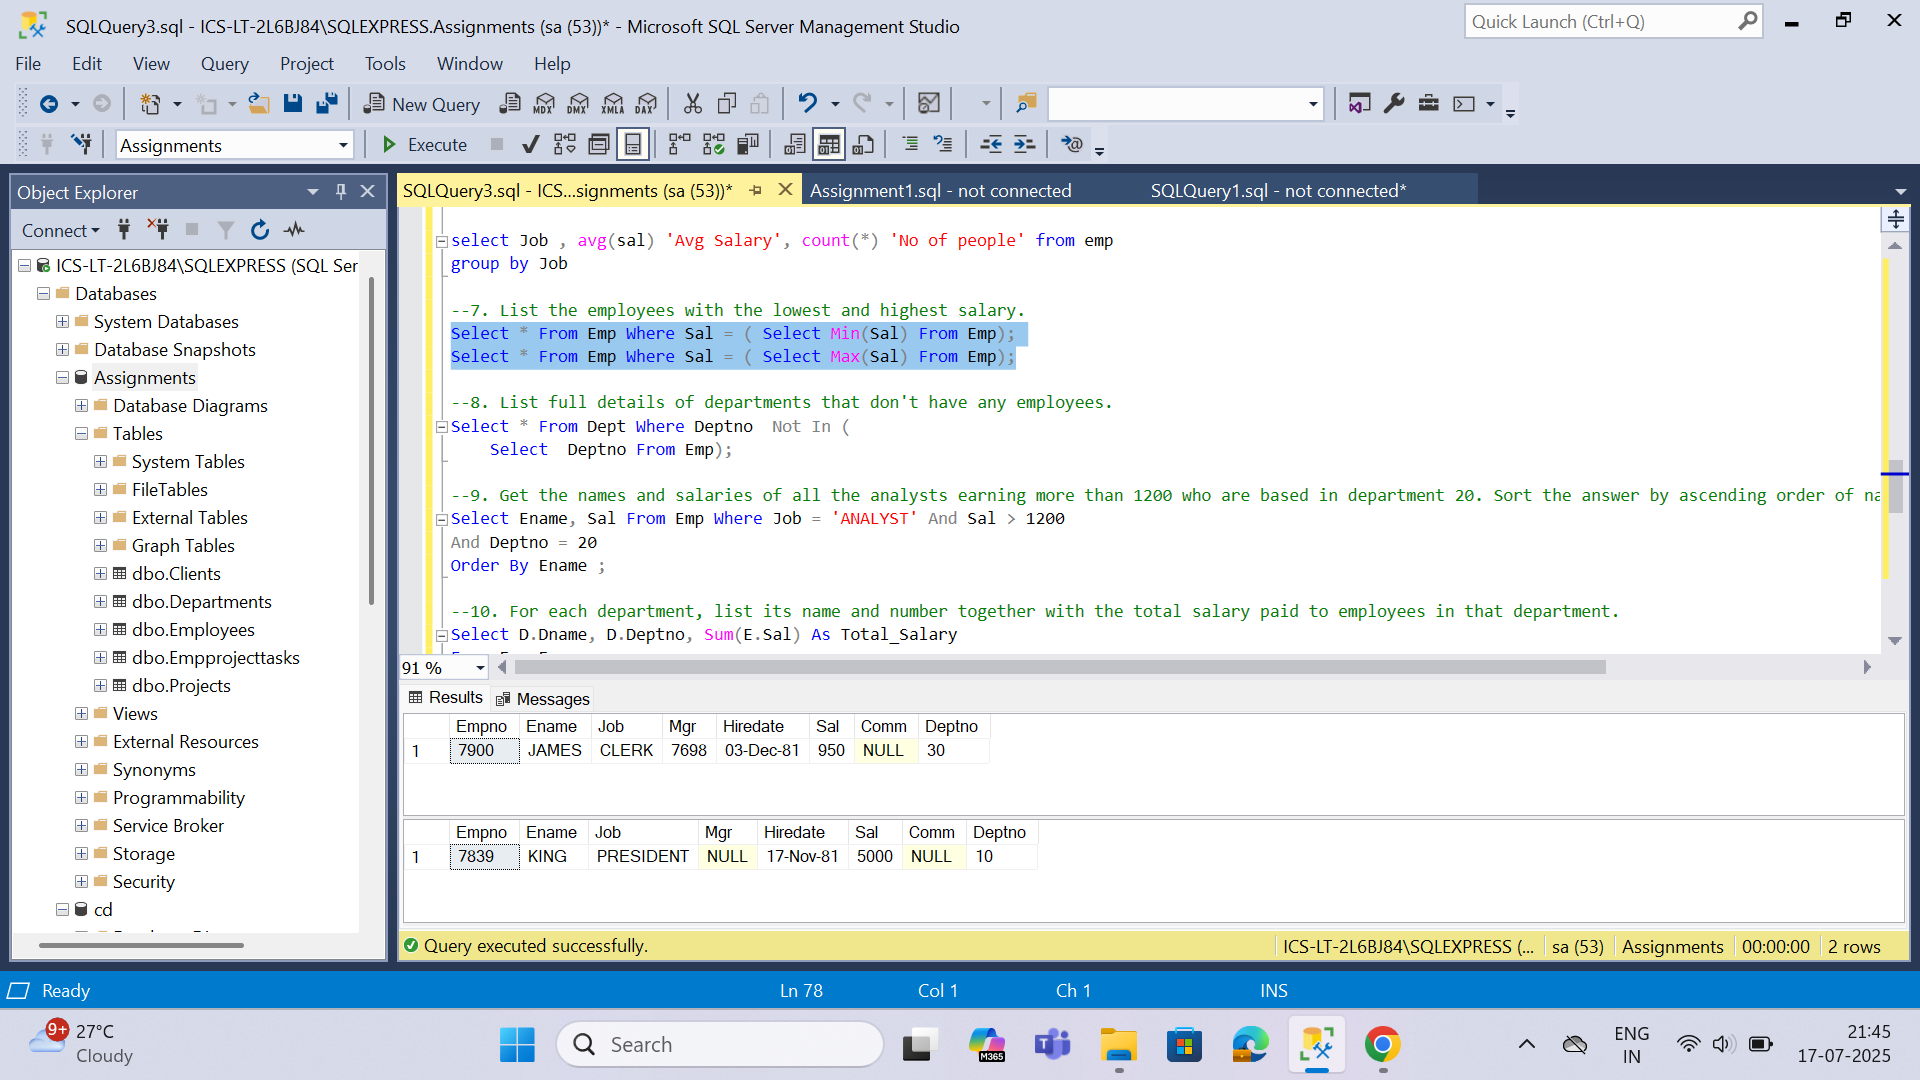 SQLQuery3.sql - ICS-LT-2L6BJ84\SQLEXPRESS.Assignments (sa (53))* - Microsoft SQL Server Management Studio
Quick Launch (Ctrl+Q)
File Edit View Query Project Tools Window Help
New Query MDX DMX XMLA DAX
Assignments Execute
Object Explorer
SQLQuery3.sql - ICS...signments (sa (53))* Assignment1.sql - not connected SQLQuery1.sql - not connected*
Connect
ICS-LT-2L6BJ84\SQLEXPRESS (SQL Ser
Databases
System Databases
Database Snapshots
Assignments
Database Diagrams
Tables
System Tables
FileTables
External Tables
Graph Tables
dbo.Clients
dbo.Departments
dbo.Employees
dbo.Empprojecttasks
dbo.Projects
Views
External Resources
Synonyms
Programmability
Service Broker
Storage
Security
cd
select Job , avg(sal) 'Avg Salary', count(*) 'No of people' from emp
group by Job
--7. List the employees with the lowest and highest salary.
Select * From Emp Where Sal = ( Select Min(Sal) From Emp);
Select * From Emp Where Sal = ( Select Max(Sal) From Emp);
--8. List full details of departments that don't have any employees.
Select * From Dept Where Deptno  Not In (
    Select  Deptno From Emp);
--9. Get the names and salaries of all the analysts earning more than 1200 who are based in department 20. Sort the answer by ascending order of na
Select Ename, Sal From Emp Where Job = 'ANALYST' And Sal > 1200
And Deptno = 20
Order By Ename ;
--10. For each department, list its name and number together with the total salary paid to employees in that department.
Select D.Dname, D.Deptno, Sum(E.Sal) As Total_Salary
91 %
Results Messages
Empno Ename Job Mgr Hiredate Sal Comm Deptno
1 7900 JAMES CLERK 7698 03-Dec-81 950 NULL 30
Empno Ename Job Mgr Hiredate Sal Comm Deptno
1 7839 KING PRESIDENT NULL 17-Nov-81 5000 NULL 10
Query executed successfully. ICS-LT-2L6BJ84\SQLEXPRESS (... sa (53) Assignments 00:00:00 2 rows
Ready Ln 78 Col 1 Ch 1 INS
9+
27°C
Cloudy
Search
M365
ENG
IN
21:45
17-07-2025